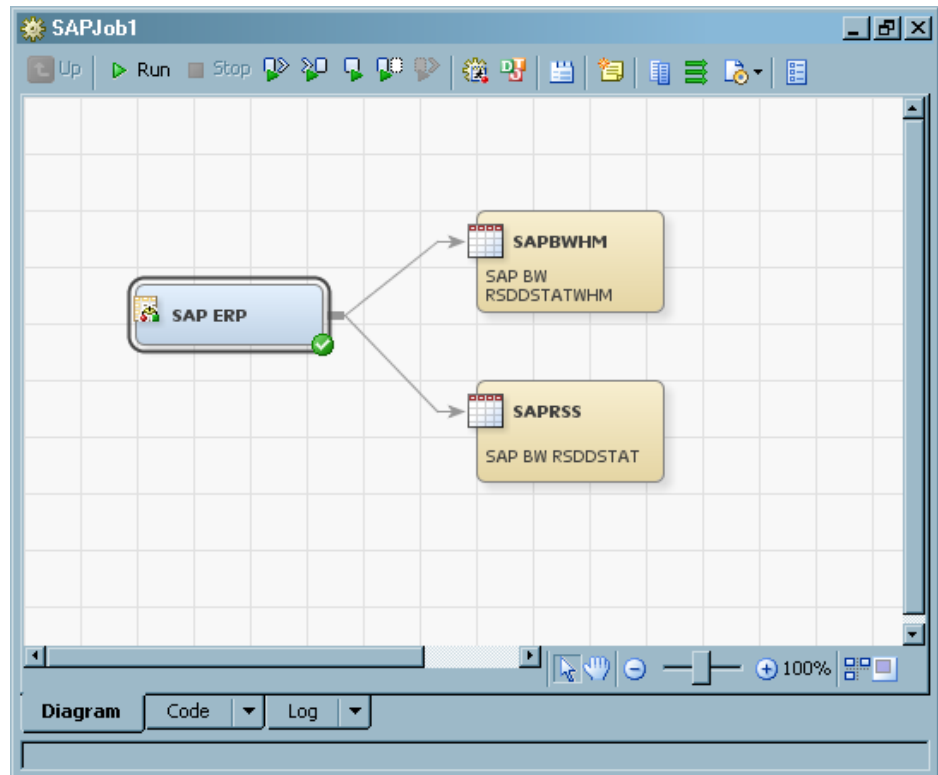 SAPJob1
Up Run Stop
SAPBWHM
SAP BW
RSDDSTATWHM
SAP ERP
SAPRSS
SAP BW RSDDSTAT
100%
Diagram Code Log